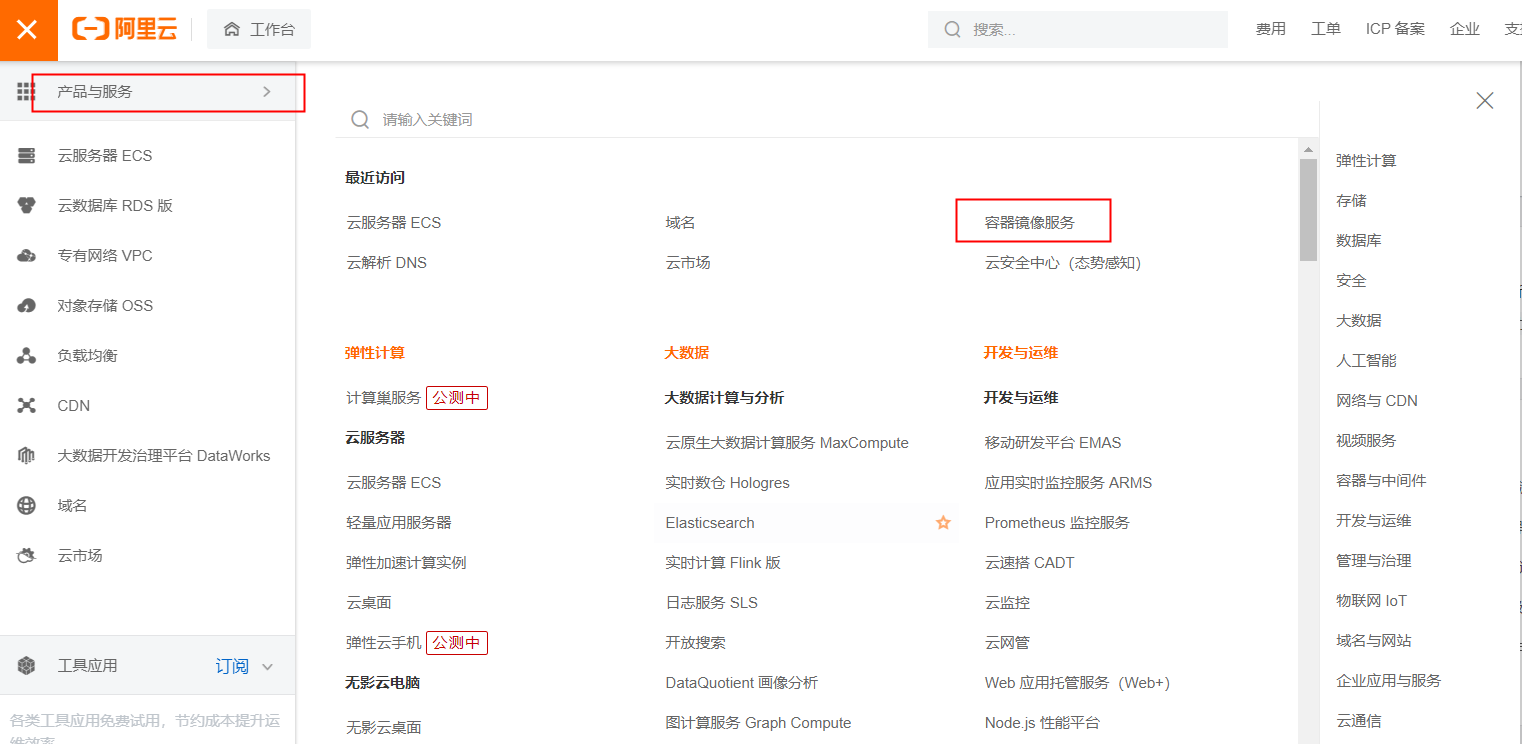 阿里云
工作台
搜索...
费用
工单
ICP 备案
企业
产品与服务
云服务器 ECS
云数据库 RDS 版
专有网络 VPC
对象存储 OSS
负载均衡
CDN
大数据开发治理平台 DataWorks
域名
云市场
工具应用
订阅
各类工具应用免费试用，节约成本提升运
维效率
请输入关键词
最近访问
云服务器 ECS
域名
容器镜像服务
云解析 DNS
云市场
云安全中心（态势感知）
弹性计算
计算巢服务 公测中
云服务器
云服务器 ECS
轻量应用服务器
弹性加速计算实例
云桌面
弹性云手机 公测中
无影云电脑
无影云桌面
大数据
大数据计算与分析
云原生大数据计算服务 MaxCompute
实时数仓 Hologres
Elasticsearch
实时计算 Flink 版
日志服务 SLS
开放搜索
DataQuotient 画像分析
图计算服务 Graph Compute
开发与运维
开发与运维
移动研发平台 EMAS
应用实时监控服务 ARMS
Prometheus 监控服务
云速搭 CADT
云监控
云网管
Web 应用托管服务（Web+）
Node.js 性能平台
弹性计算
存储
数据库
安全
大数据
人工智能
网络与 CDN
视频服务
容器与中间件
开发与运维
管理与治理
物联网 IoT
域名与网站
企业应用与服务
云通信